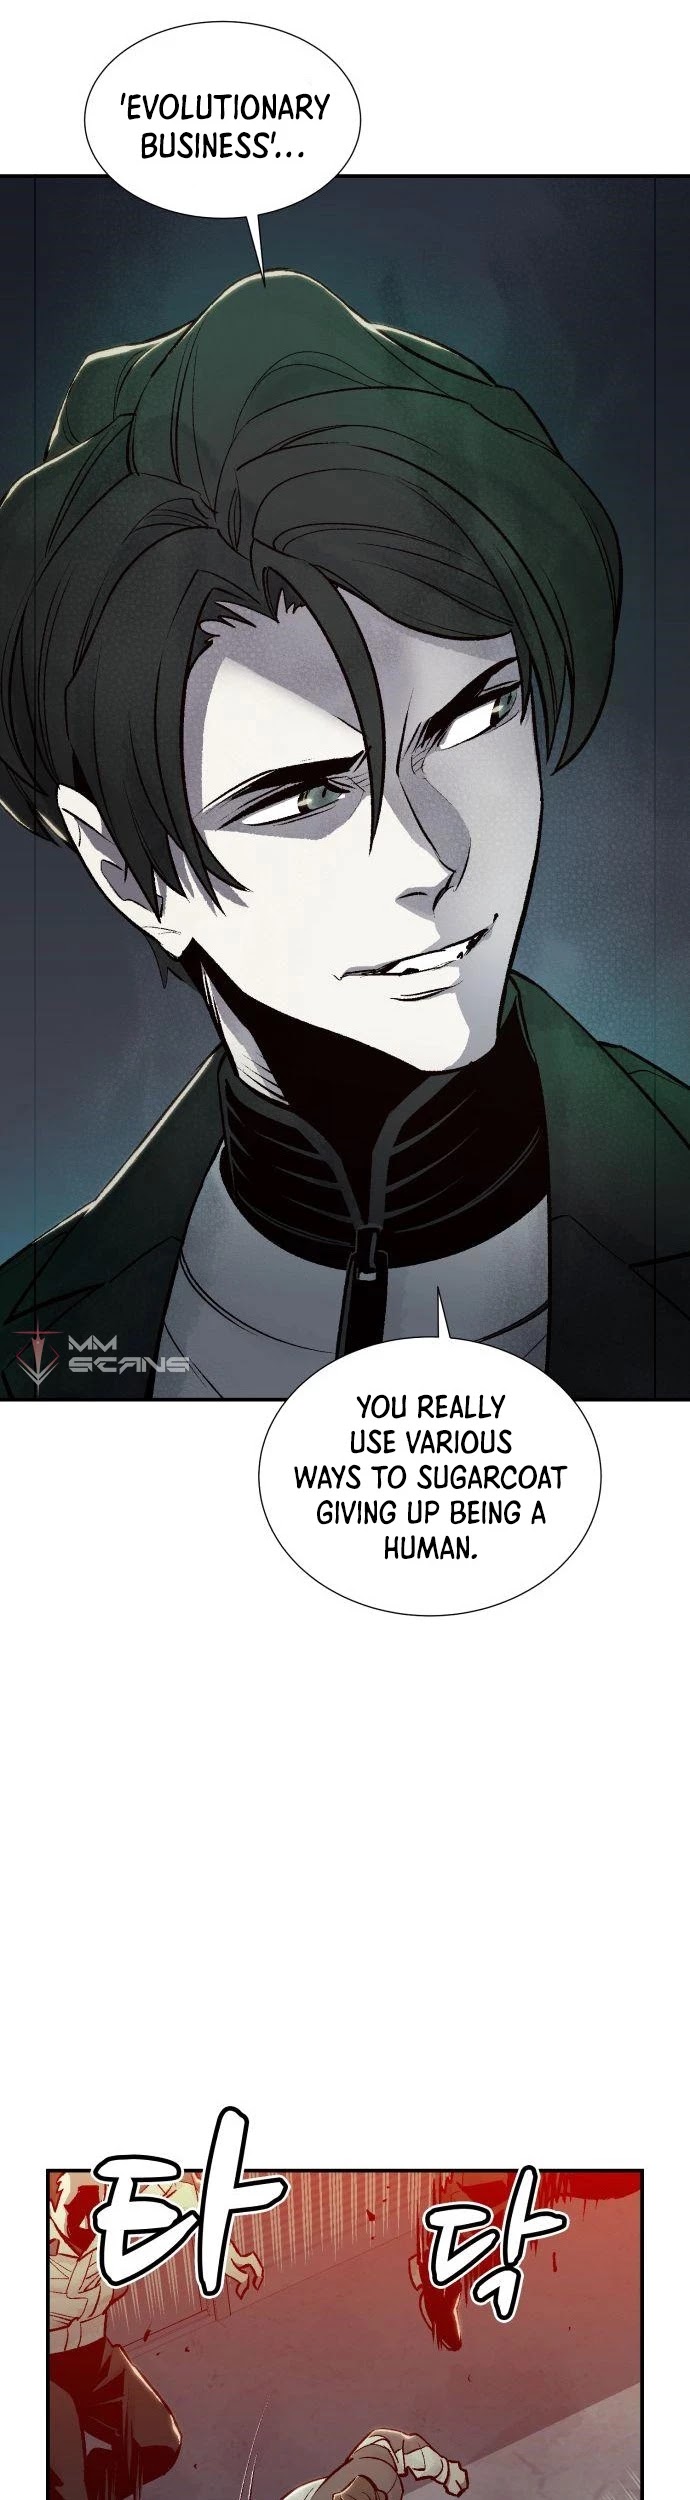 'EVOLUTIONARY
BUSINESS'...
MM
SCANS
YOU REALLY
USE VARIOUS
WAYS TO SUGARCOAT
GIVING UP BEING A
HUMAN.
타 닥